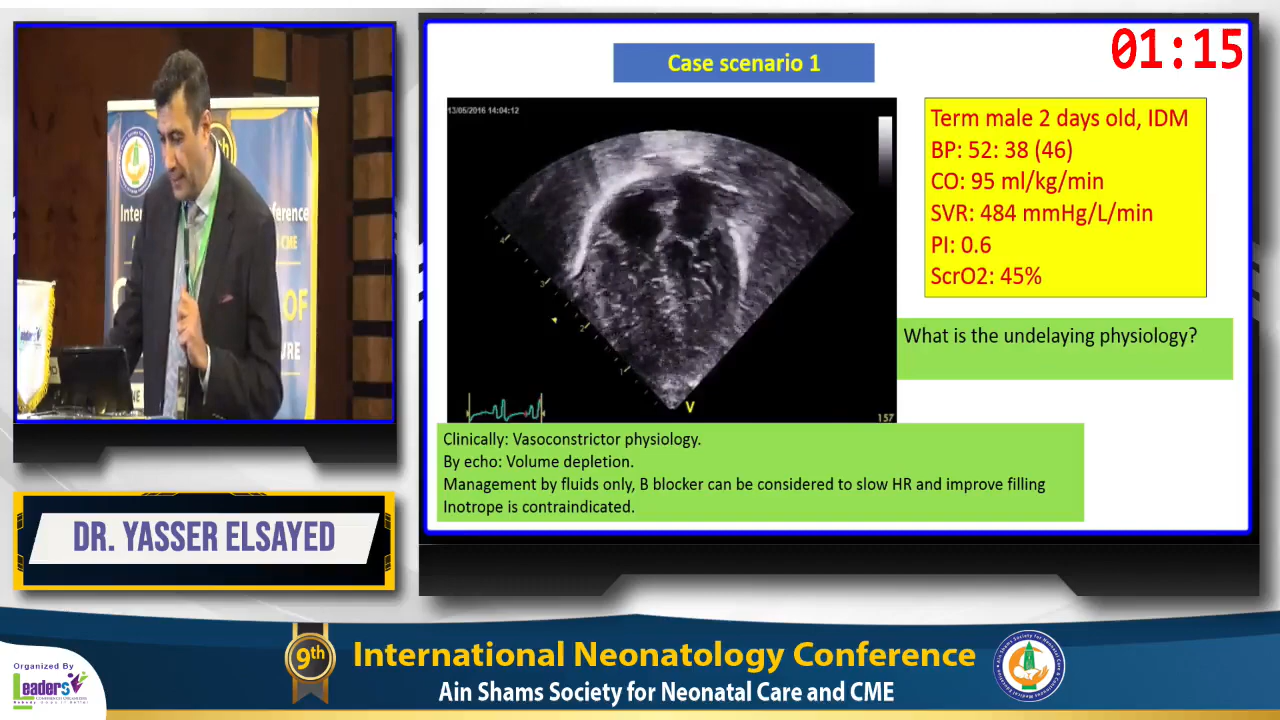 Case scenario 1
01:15
13/05/2016 14:04:12
Term male 2 days old, IDM
BP: 52: 38 (46)
CO: 95 ml/kg/min
SVR: 484 mmHg/L/min
PI: 0.6
ScrO2: 45%
What is the undelaying physiology?
V
157
Clinically: Vasoconstrictor physiology.
By echo: Volume depletion.
Management by fluids only, B blocker can be considered to slow HR and improve filling
Inotrope is contraindicated.
DR. YASSER ELSAYED
Organized By
Leaders
9th
International Neonatology Conference
Ain Shams Society for Neonatal Care and CME